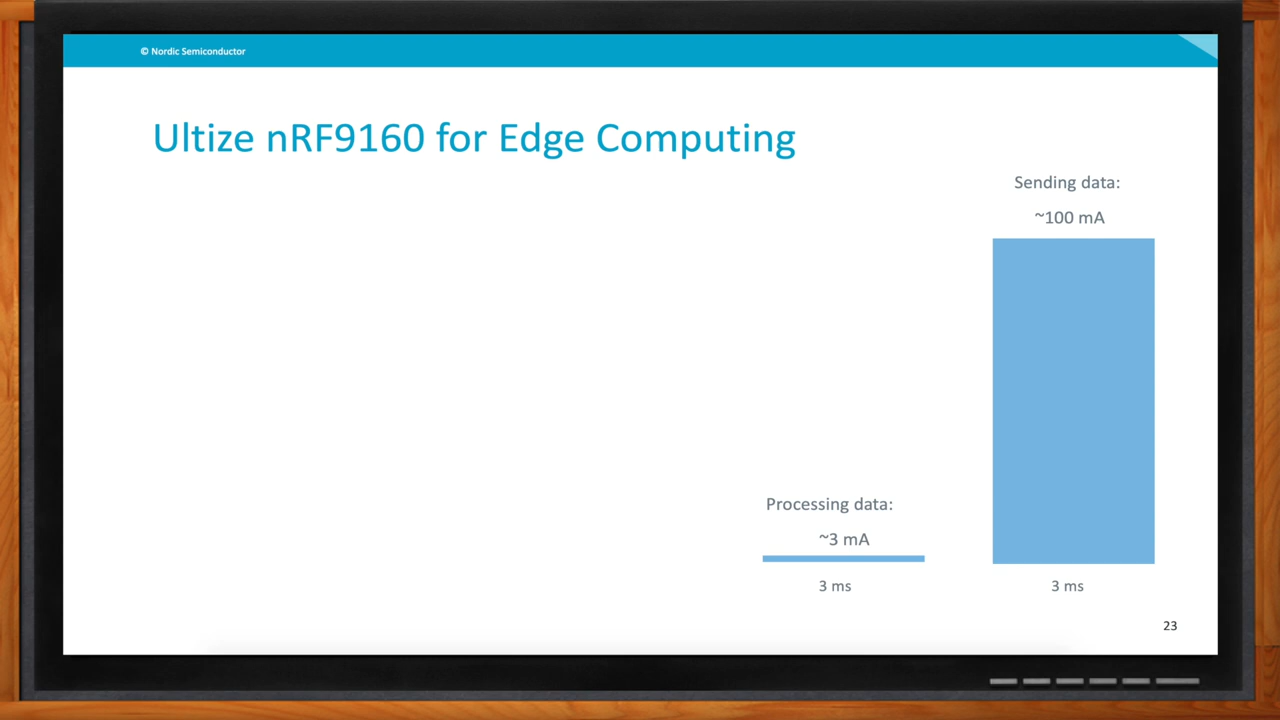 © Nordic Semiconductor
Ultize nRF9160 for Edge Computing
Sending data:
~100 mA
Processing data:
~3 mA
3 ms
3 ms
23